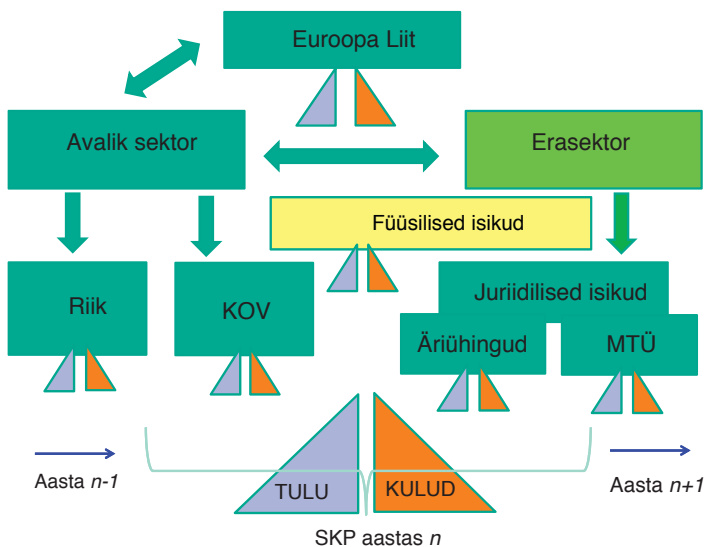 Euroopa Liit
Avalik sektor
Erasektor
Füüsilised isikud
Riik
KOV
Juriidilised isikud
Äriühingud
MTÜ
Aasta n-1
TULU
KULUD
Aasta n+1
SKP aastas n